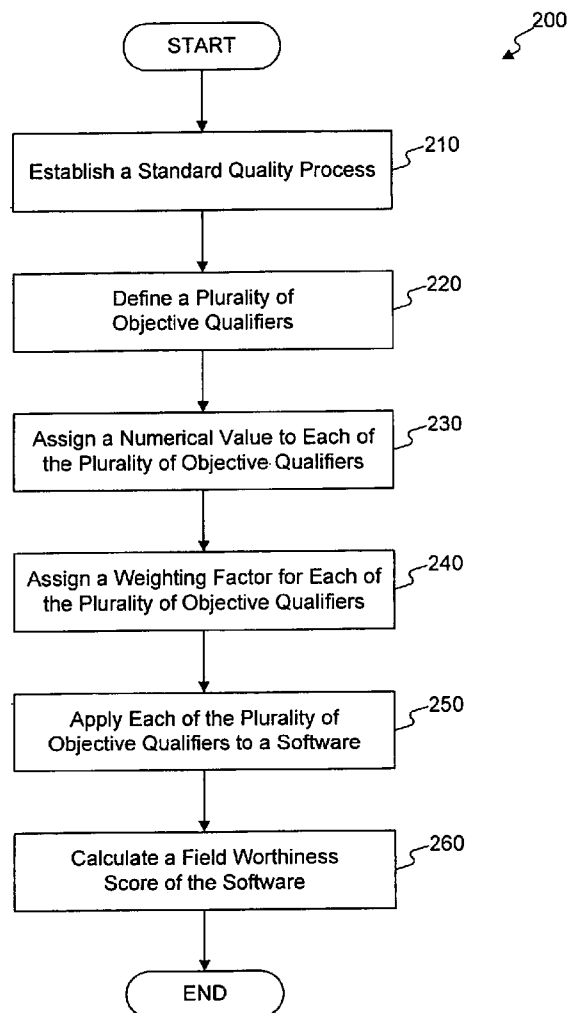 200
START
210
Establish a Standard Quality Process
220
Define a Plurality of
Objective Qualifiers
230
Assign a Numerical Value to Each of
the Plurality of Objective Qualifiers
240
Assign a Weighting Factor for Each of
the Plurality of Objective Qualifiers
250
Apply Each of the Plurality of
Objective Qualifiers to a Software
260
Calculate a Field Worthiness
Score of the Software
END